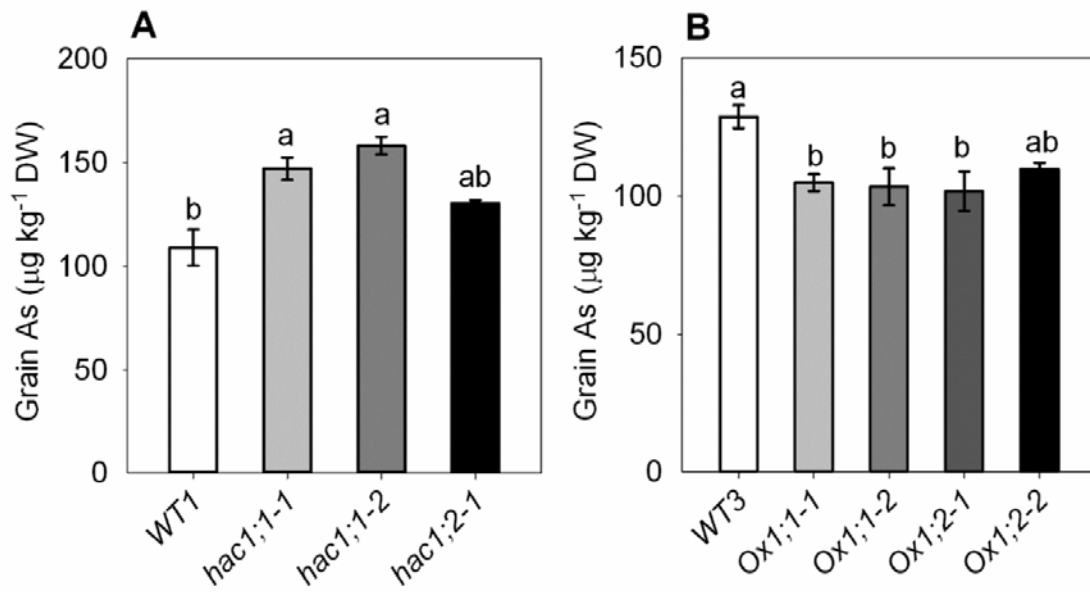 A
Grain As (µg kg⁻¹ DW)
200
150
100
50
0
b
a
a
ab
WT1
hac1;1-1
hac1;1-2
hac1;2-1
B
Grain As (µg kg⁻¹ DW)
150
100
50
0
a
b
b
b
ab
WT3
Ox1;1-1
Ox1;1-2
Ox1;2-1
Ox1;2-2